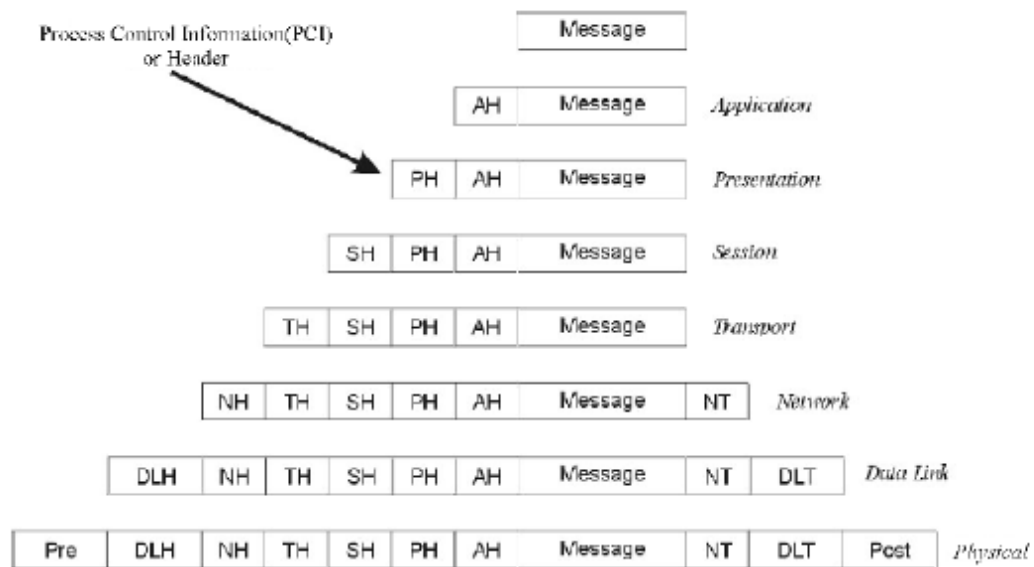 Process Control Information(PCI)
or Header
Message
AH Message Application
PH AH Message Presentation
SH PH AH Message Session
TH SH PH AH Message Transport
NH TH SH PH AH Message NT Network
DLH NH TH SH PH AH Message NT DLT Data Link
Pre DLH NH TH SH PH AH Message NT DLT Post Physical